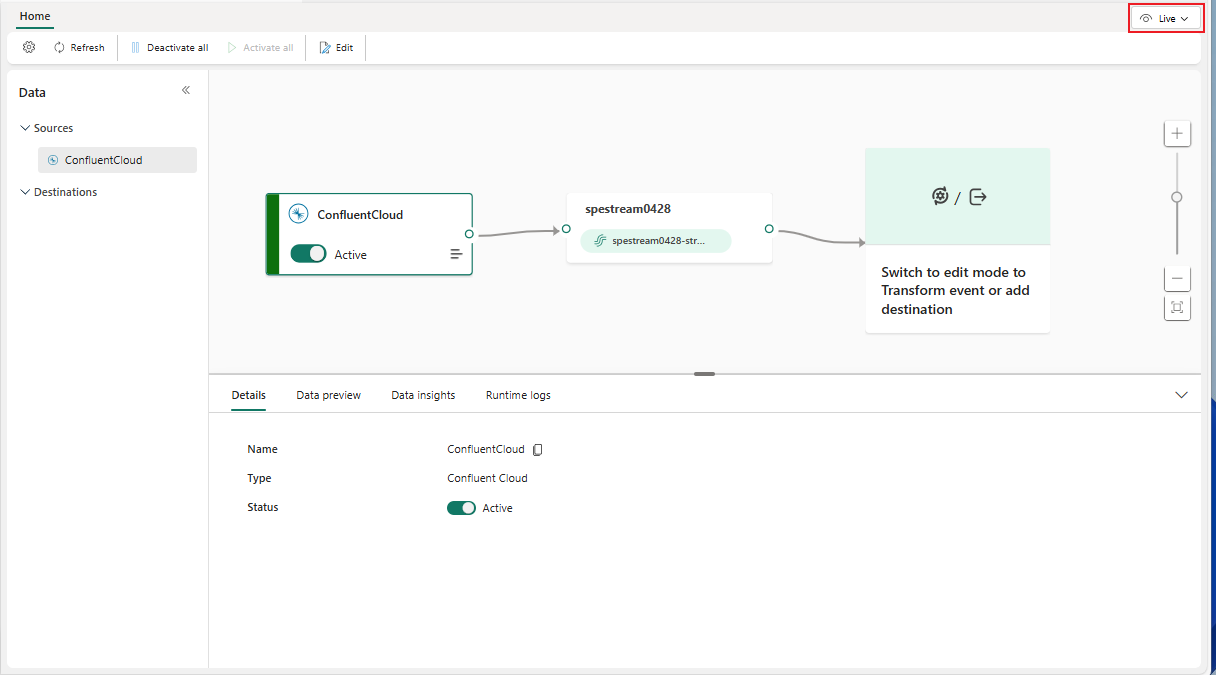 Home
Live
Refresh
Deactivate all
Activate all
Edit
Data
Sources
ConfluentCloud
Destinations
ConfluentCloud
Active
spestream0428
spestream0428-str...
/
Switch to edit mode to
Transform event or add
destination
Details
Data preview
Data insights
Runtime logs
Name
ConfluentCloud
Type
Confluent Cloud
Status
Active